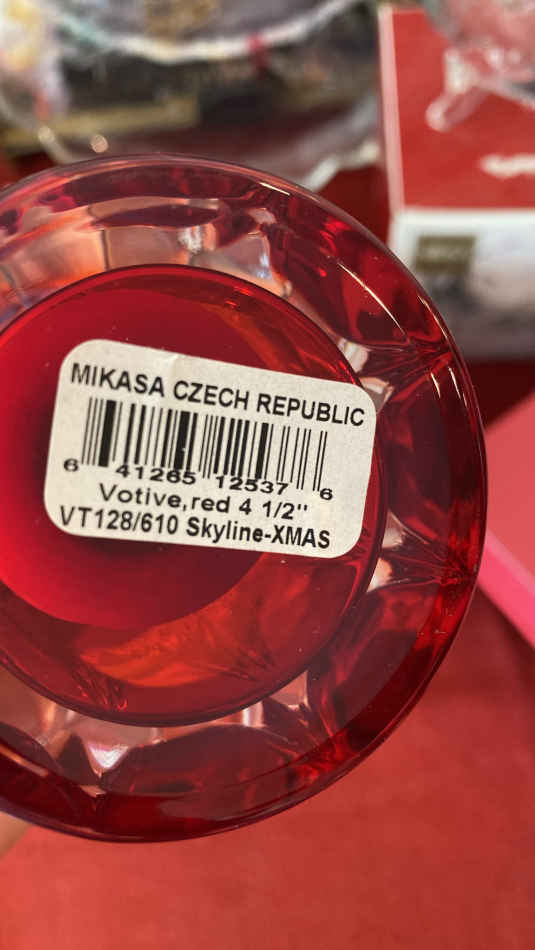 MIKASA CZECH REPUBLIC
6 41265 12537 6
Votive,red 4 1/2"
VT128/610 Skyline-XMAS